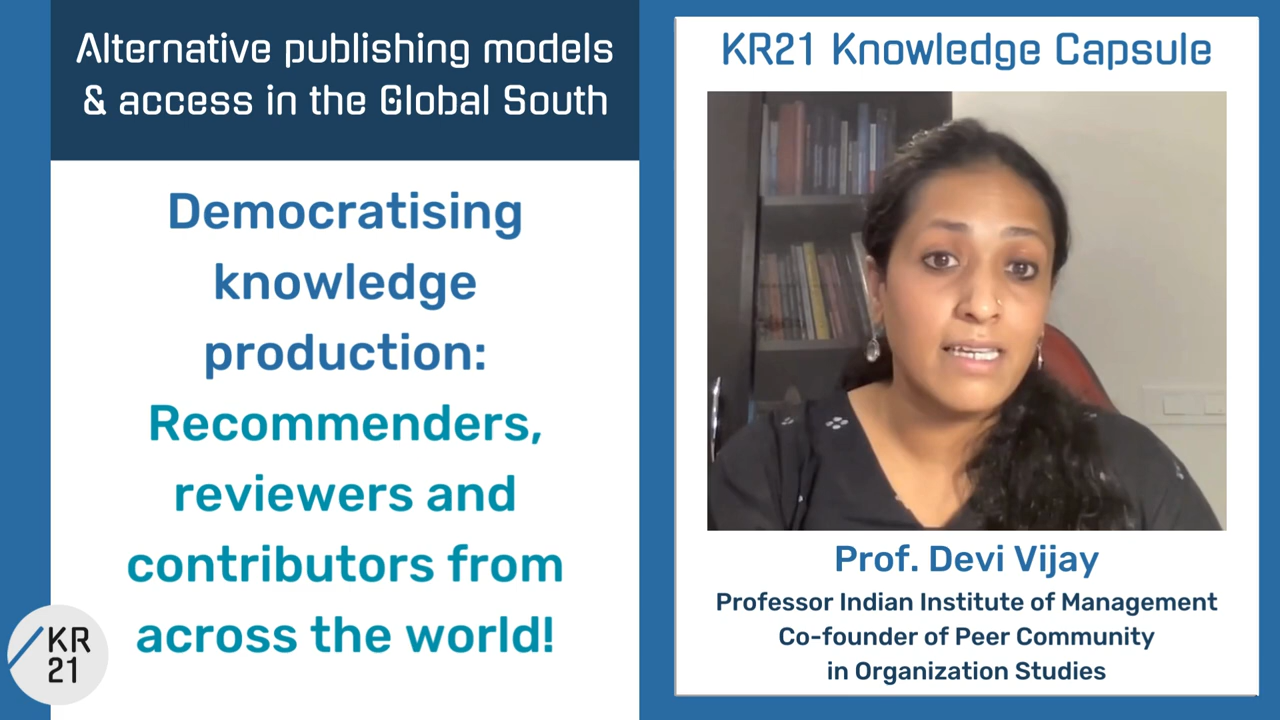 Alternative publishing models
& access in the Global South
Democratising
knowledge
production:
Recommenders,
reviewers and
contributors from
across the world!
KR
21
KR21 Knowledge Capsule
Prof. Devi Vijay
Professor Indian Institute of Management
Co-founder of Peer Community
in Organization Studies